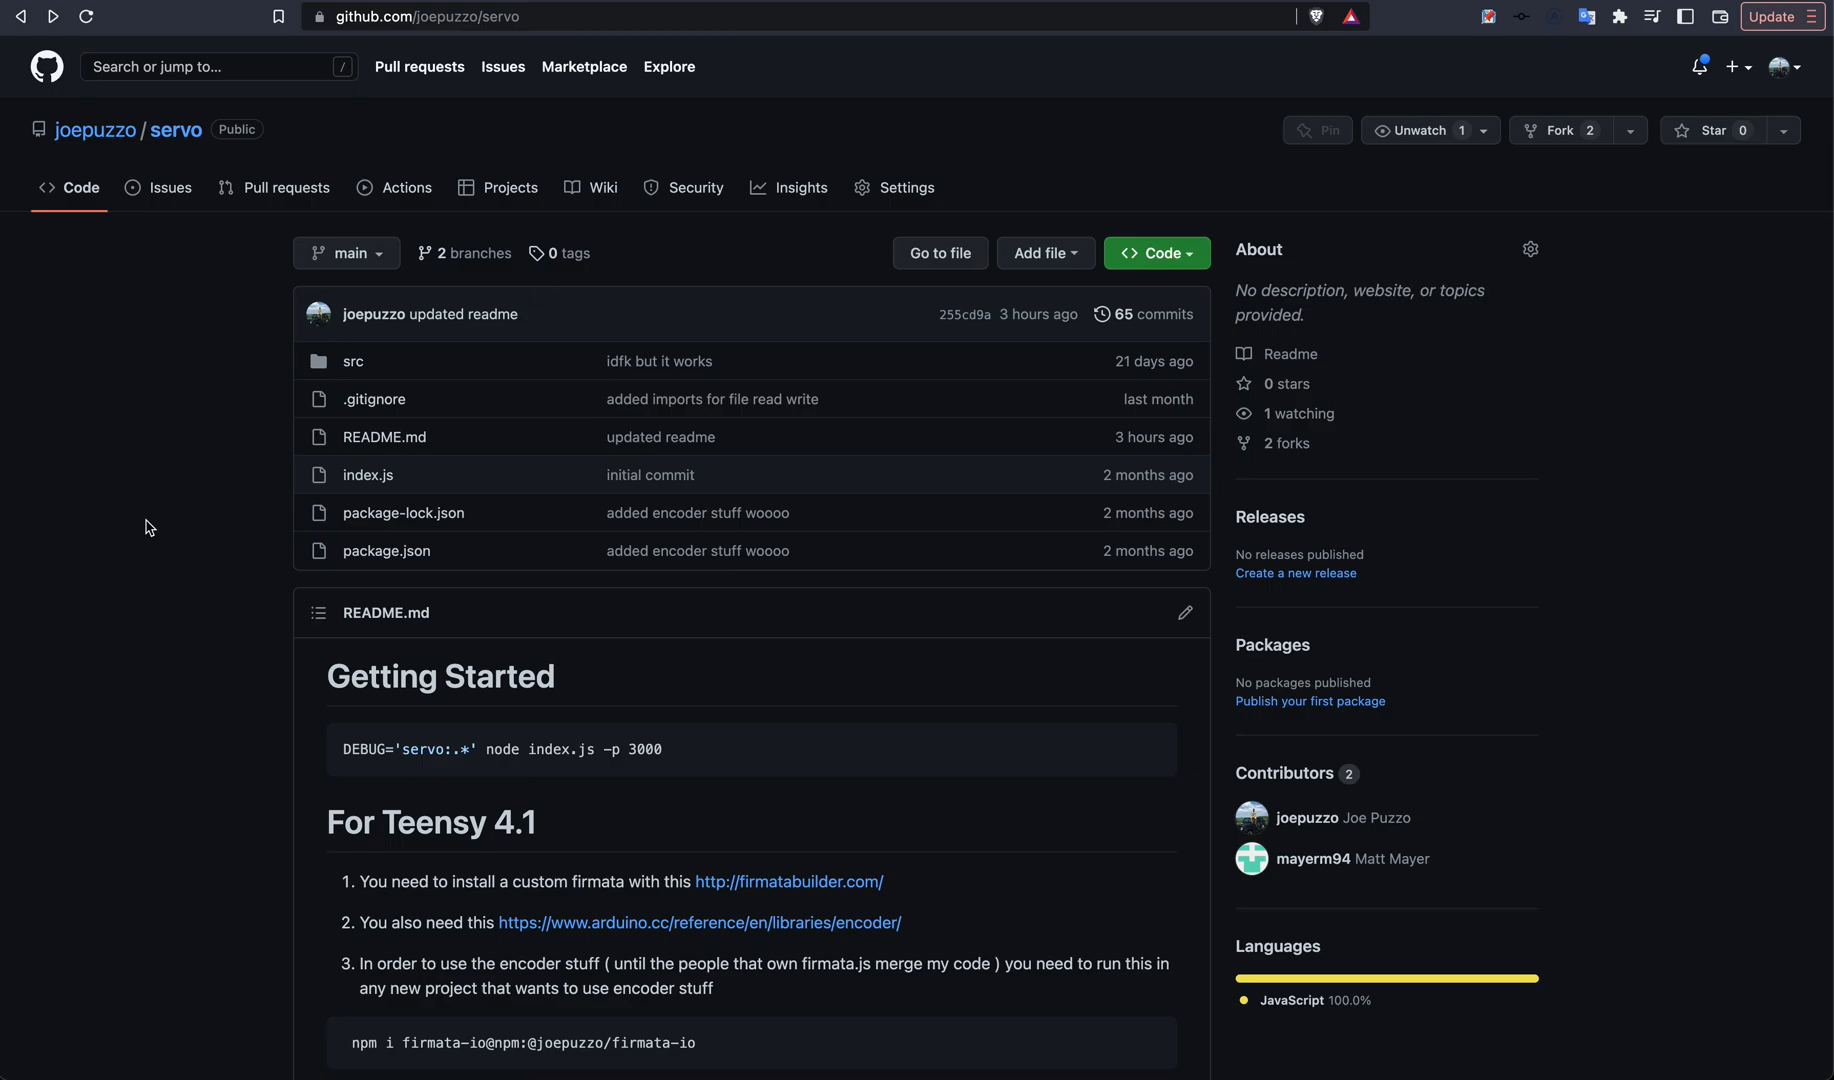 github.com/joepuzzo/servo
Update
Search or jump to...
/
Pull requests
Issues
Marketplace
Explore
joepuzzo / servo
Public
Pin
Unwatch 1
Fork 2
Star 0
Code
Issues
Pull requests
Actions
Projects
Wiki
Security
Insights
Settings
main
2 branches
0 tags
Go to file
Add file
Code
joepuzzo updated readme
255cd9a 3 hours ago
65 commits
src idfk but it works 21 days ago
.gitignore added imports for file read write last month
README.md updated readme 3 hours ago
index.js initial commit 2 months ago
package-lock.json added encoder stuff woooo 2 months ago
package.json added encoder stuff woooo 2 months ago
README.md
Getting Started
DEBUG='servo:.*' node index.js -p 3000
For Teensy 4.1
1. You need to install a custom firmata with this http://firmatabuilder.com/
2. You also need this https://www.arduino.cc/reference/en/libraries/encoder/
3. In order to use the encoder stuff ( until the people that own firmata.js merge my code ) you need to run this in
any new project that wants to use encoder stuff
npm i firmata-io@npm:@joepuzzo/firmata-io
About
No description, website, or topics
provided.
Readme
0 stars
1 watching
2 forks
Releases
No releases published
Create a new release
Packages
No packages published
Publish your first package
Contributors 2
joepuzzo Joe Puzzo
mayerm94 Matt Mayer
Languages
JavaScript 100.0%